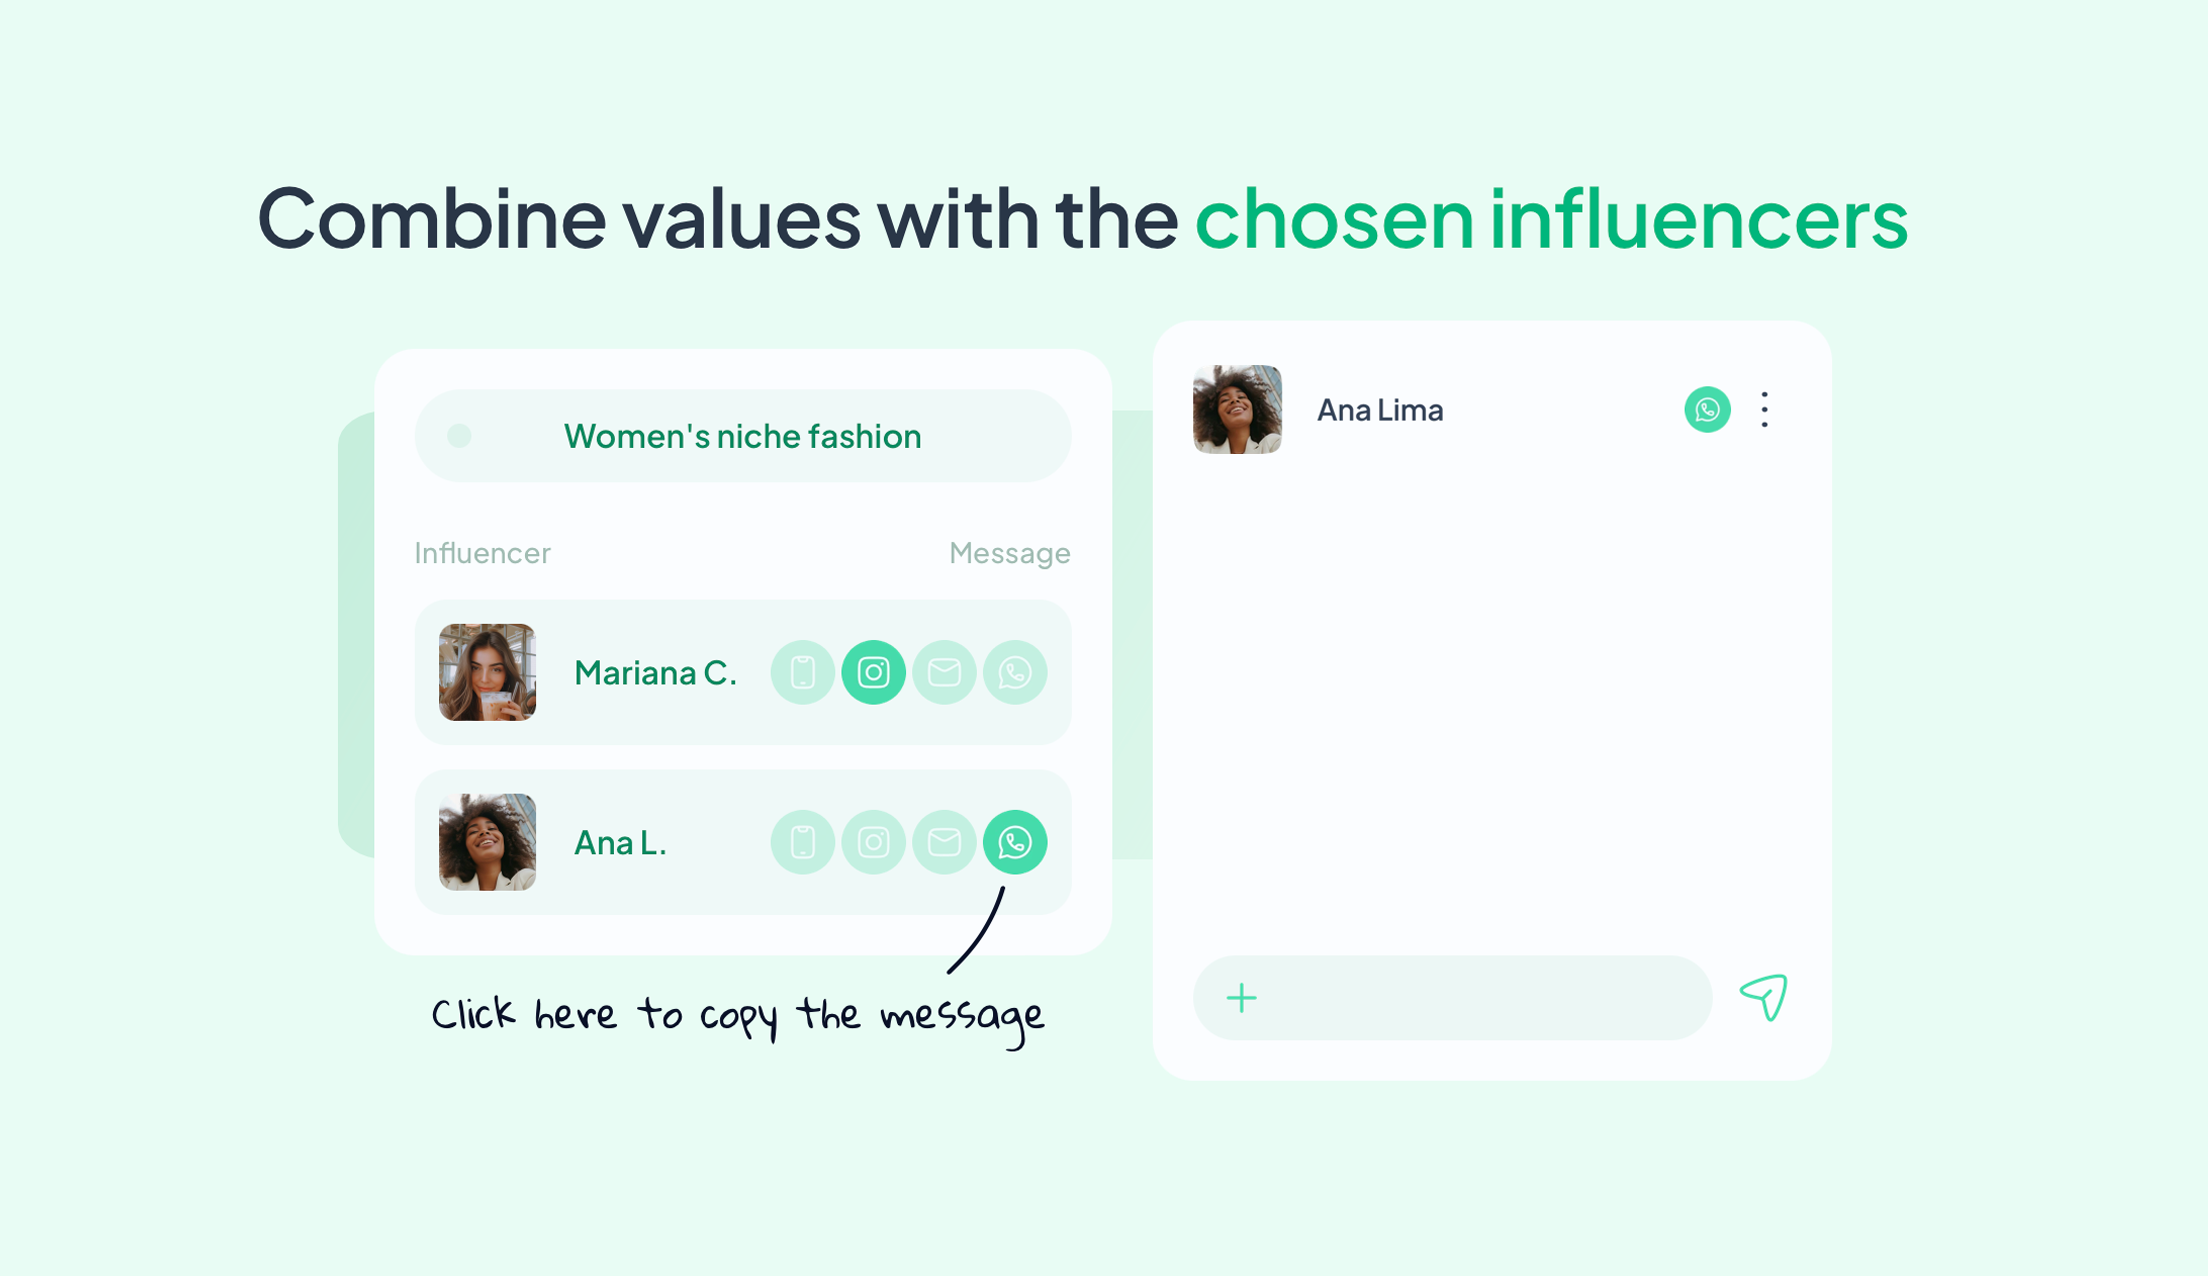 Combine values with the chosen influencers
Women's niche fashion
Influencer
Message
Mariana C.
Ana L.
Click here to copy the message
Ana Lima